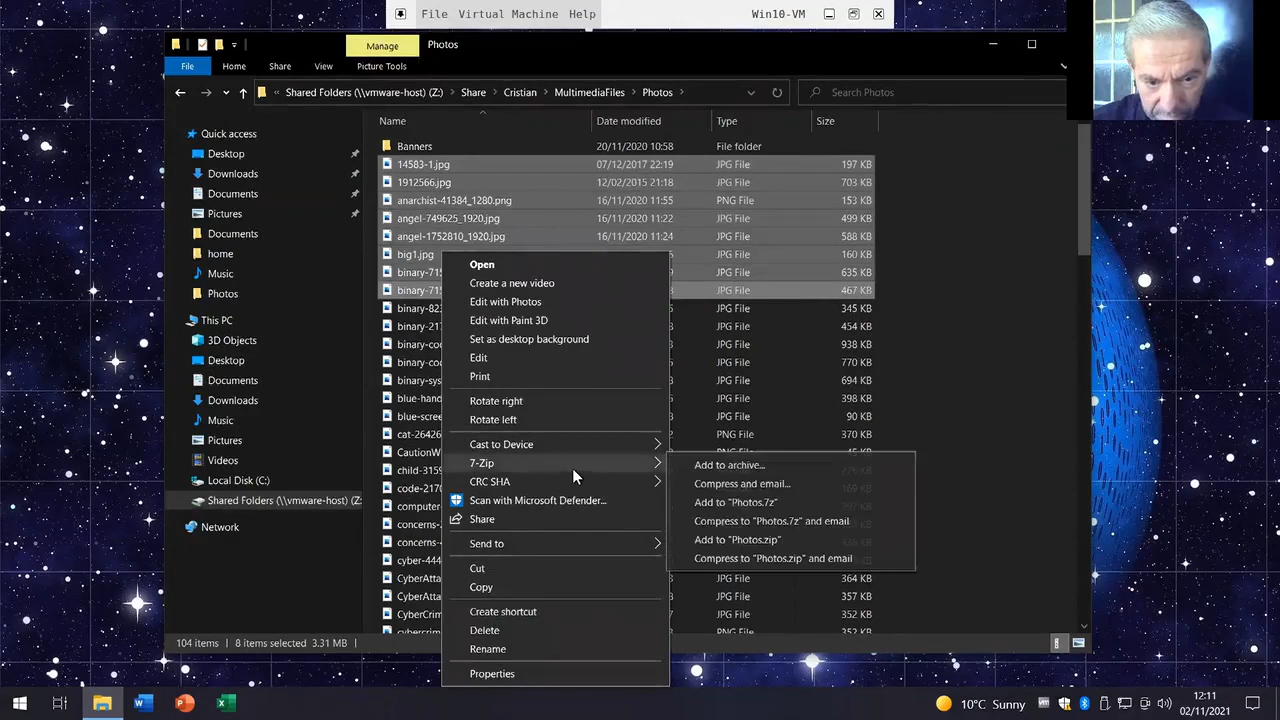 File Virtual Machine Help
Win10-VM
Manage
Photos
File
Home
Share
View
Picture Tools
« Shared Folders (\\vmware-host) (Z:) > Share > Cristian > MultimediaFiles > Photos >
Search Photos
Name
Date modified
Type
Size
Quick access
Desktop
Downloads
Documents
Pictures
Documents
home
Music
Photos
This PC
3D Objects
Desktop
Documents
Downloads
Music
Pictures
Videos
Local Disk (C:)
Shared Folders (\\vmware-host) (Z:
Network
Banners 20/11/2020 10:58 File folder
14583-1.jpg 07/12/2017 22:19 JPG File 197 KB
1912566.jpg 12/02/2015 21:18 JPG File 703 KB
anarchist-41384_1280.png 16/11/2020 11:55 PNG File 153 KB
angel-749625_1920.jpg 16/11/2020 11:22 JPG File 499 KB
angel-1752810_1920.jpg 16/11/2020 11:24 JPG File 588 KB
big1.jpg JPG File 160 KB
binary-715 JPG File 635 KB
binary-715 JPG File 467 KB
binary-823 JPG File 345 KB
binary-217 JPG File 454 KB
binary-co JPG File 938 KB
binary-co JPG File 770 KB
binary-sys JPG File 694 KB
blue-hand JPG File 398 KB
blue-scree JPG File 90 KB
cat-26426 JPG File 370 KB
CautionW JPG File 45 KB
child-3159
code-2170
computer
concerns-
concerns-
cyber-444
CyberAtta JPG File 364 KB
CyberAtta JPG File 357 KB
CyberCrim JPG File 352 KB
cybercrim PNG File 352 KB
Open
Create a new video
Edit with Photos
Edit with Paint 3D
Set as desktop background
Edit
Print
Rotate right
Rotate left
Cast to Device
7-Zip
CRC SHA
Scan with Microsoft Defender...
Share
Send to
Cut
Copy
Create shortcut
Delete
Rename
Properties
Add to archive...
Compress and email...
Add to "Photos.7z"
Compress to "Photos.7z" and email
Add to "Photos.zip"
Compress to "Photos.zip" and email
104 items
8 items selected 3.31 MB
10°C Sunny
12:11
02/11/2021